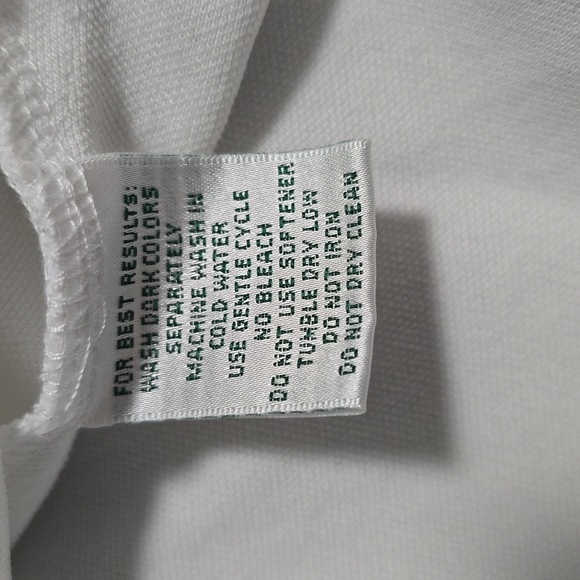 FOR BEST RESULTS:
WASH DARK COLORS
SEPARATELY
MACHINE WASH IN
COLD WATER
USE GENTLE CYCLE
NO BLEACH
DO NOT USE SOFTENER
TUMBLE DRY LOW
DO NOT IRON
DO NOT DRY CLEAN